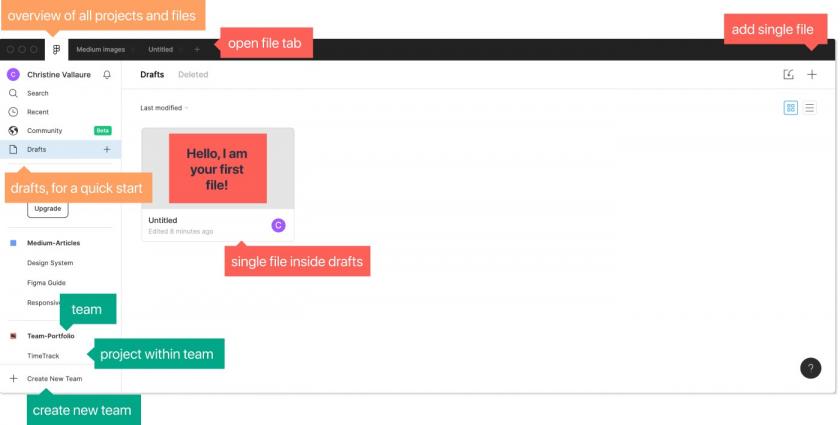 overview of all projects and files
add single file
open file tab
Medium images
Untitled
+
C
Christine Vallaure
Drafts
Deleted
+
Search
Recent
Last modified
Community
Beta
Drafts
+
Hello, I am
your first
file!
drafts, for a quick start
Upgrade
Untitled
Edited 8 minutes ago
C
Medium-Articles
single file inside drafts
Design System
Figma Guide
Responsive
team
Team-Portfolio
TimeTrack
project within team
?
+ Create New Team
create new team